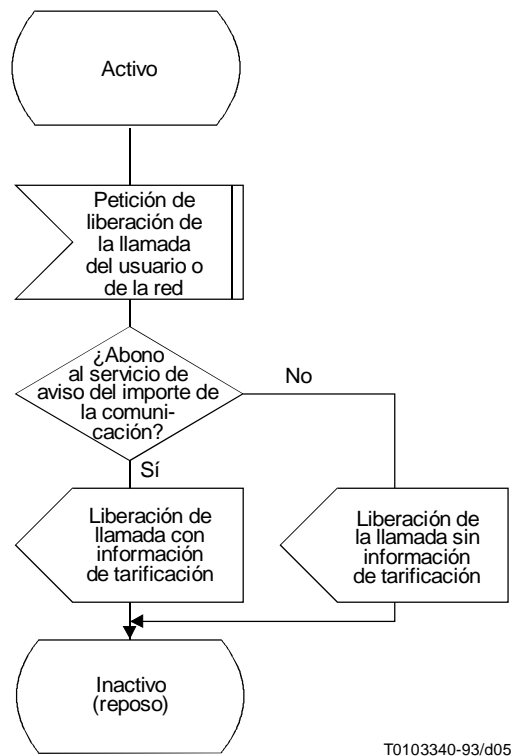 Activo
Petición de
liberación de
la llamada
del usuario o
de la red
¿Abono
al servicio de
aviso del importe de
la comuni-
cación?
No
Sí
Liberación de
llamada con
información
de tarificación
Liberación de
la llamada sin
información
de tarificación
Inactivo
(reposo)
T0103340-93/d05